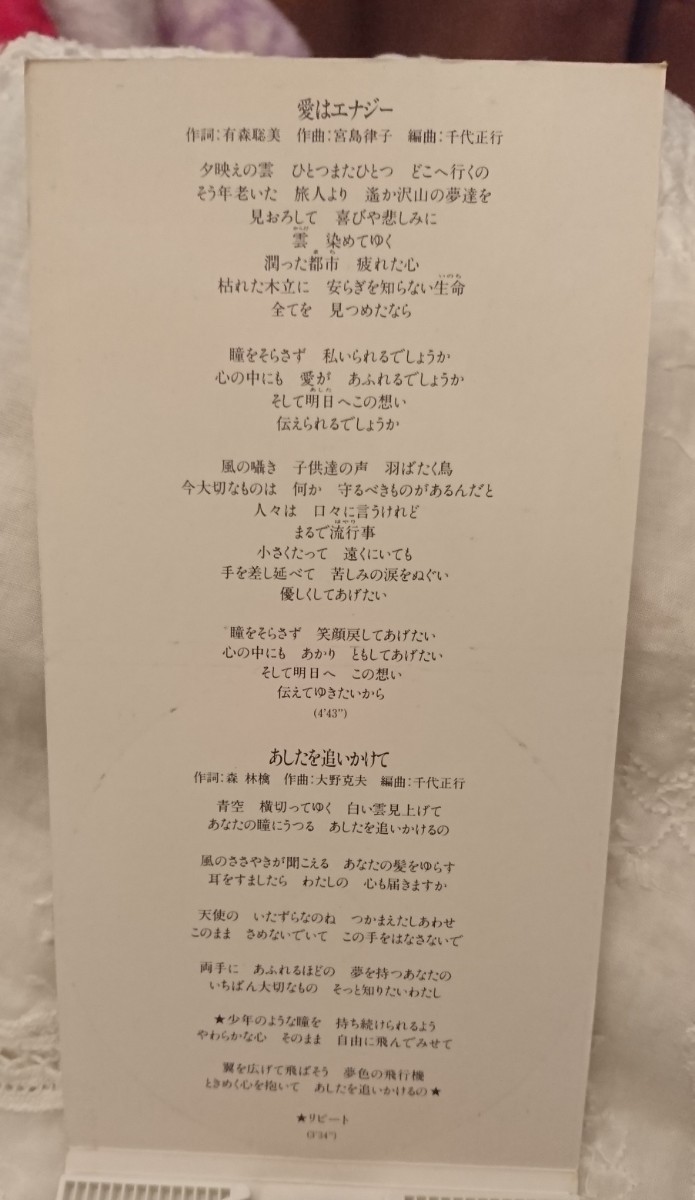 愛はエナジー
作詞:有森聡美　作曲:宮島律子　編曲:千代正行
夕映えの雲　ひとつまたひとつ　どこへ行くの
そう年老いた　旅人より　遙か沢山の夢達を
見おろして　喜びや悲しみに
雲　染めてゆく
潤った都市　疲れた心
枯れた木立に　安らぎを知らない生命
いのち
全てを　見つめたなら
瞳をそらさず　私いられるでしょうか
心の中にも　愛が　あふれるでしょうか
そして明日へこの想い
あした
伝えられるでしょうか
風の囁き　子供達の声　羽ばたく鳥
今大切なものは　何か　守るべきものがあるんだと
人々は　口々に言うけれど
まるで流行事
はやり
小さくたって　遠くにいても
手を差し延べて　苦しみの涙をぬぐい
優しくしてあげたい
瞳をそらさず　笑顔戻してあげたい
心の中にも　あかり　ともしてあげたい
そして明日へ　この想い
伝えてゆきたいから
(4'43")
あしたを追いかけて
作詞:森 林檎　作曲:大野克夫　編曲:千代正行
青空　横切ってゆく　白い雲見上げて
あなたの瞳にうつる　あしたを追いかけるの
風のささやきが聞こえる　あなたの髪をゆらす
耳をすましたら　わたしの　心も届きますか
天使の　いたずらなのね　つかまえたしあわせ
このまま　さめないでいて　この手をはなさないで
両手に　あふれるほどの　夢を持つあなたの
いちばん大切なもの　そっと知りたいわたし
★少年のような瞳を　持ち続けられるよう
やわらかな心　そのまま　自由に飛んでみせて
翼を広げて飛ばそう　夢色の飛行機
ときめく心を抱いて　あしたを追いかけるの★
★リピート
(3'34")